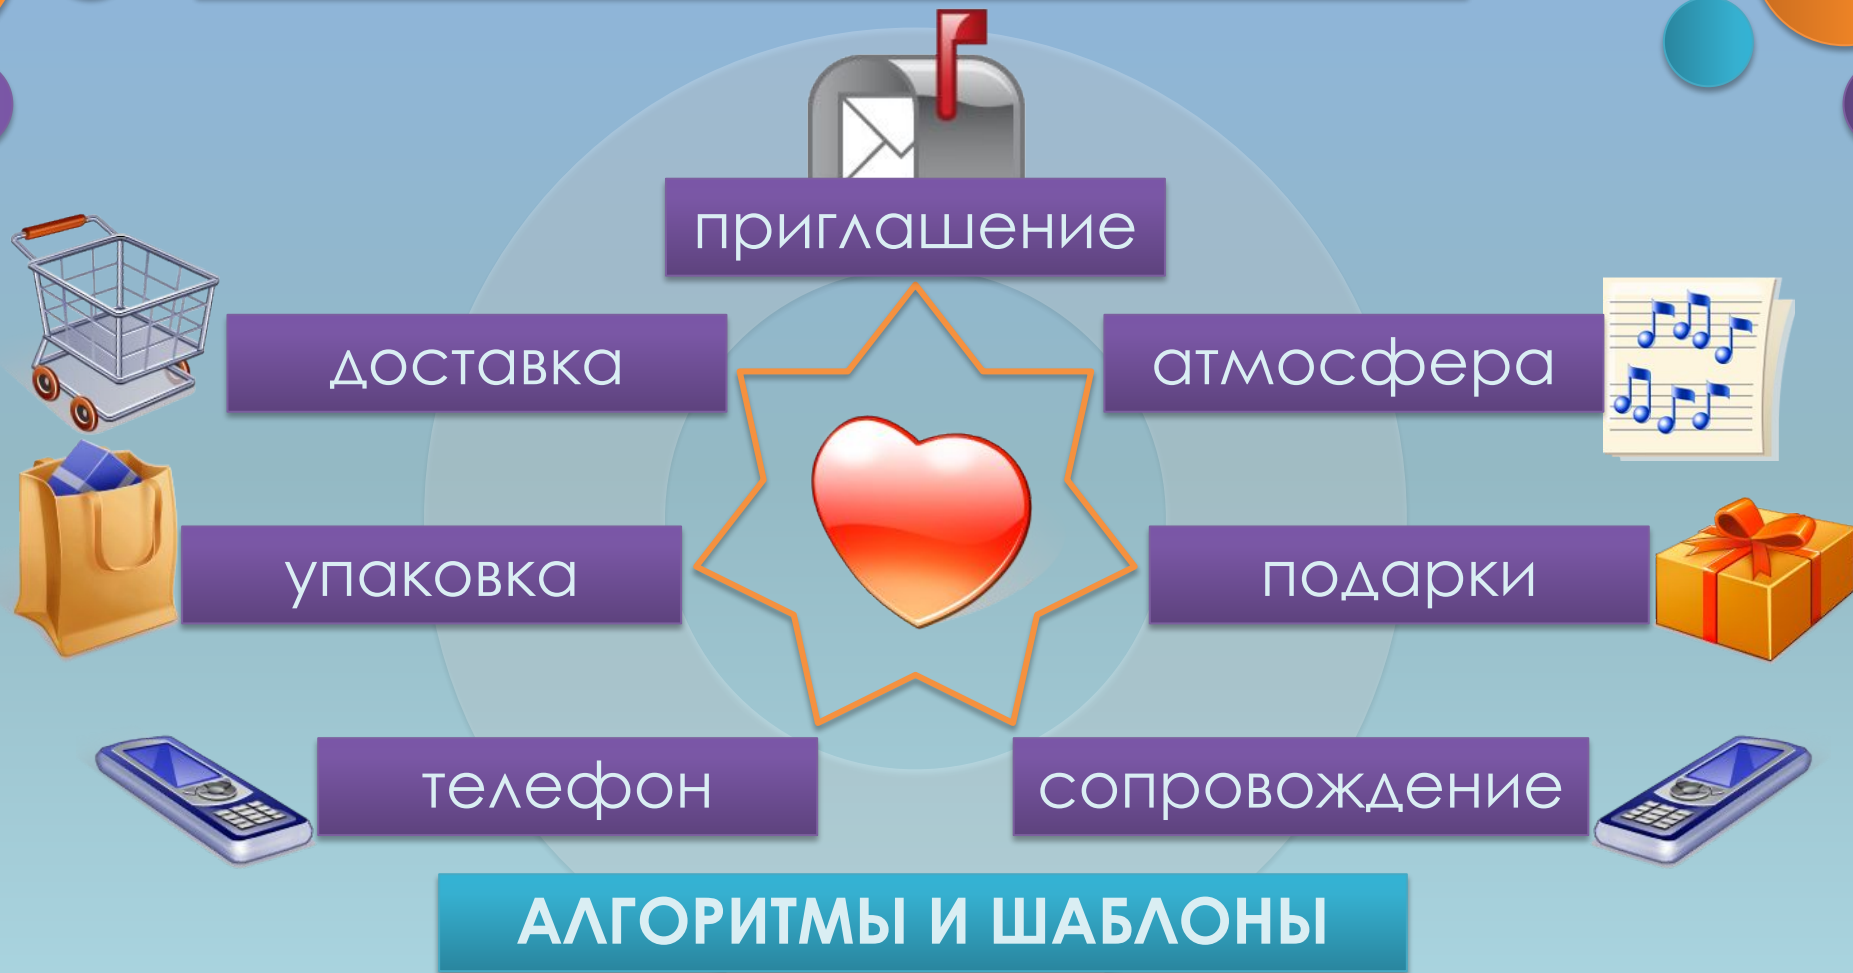 приглашение
доставка
атмосфера
упаковка
подарки
телефон
сопровождение
АЛГОРИТМЫ И ШАБЛОНЫ